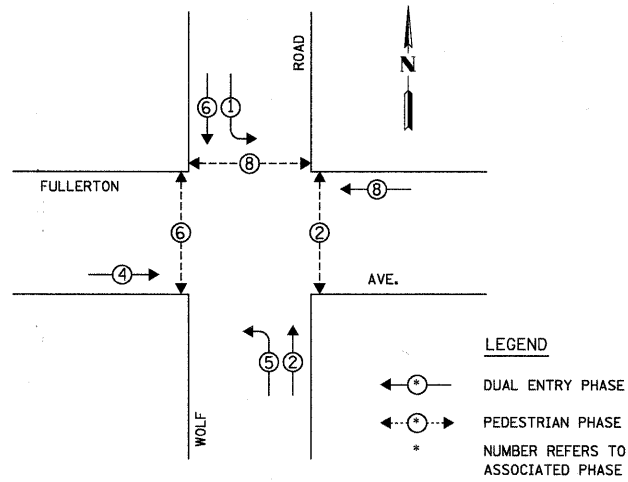 ROAD
N
6 1
8
FULLERTON
8
6
2
4
AVE.
5 2
WOLF
LEGEND
* DUAL ENTRY PHASE
* PEDESTRIAN PHASE
* NUMBER REFERS TO
ASSOCIATED PHASE